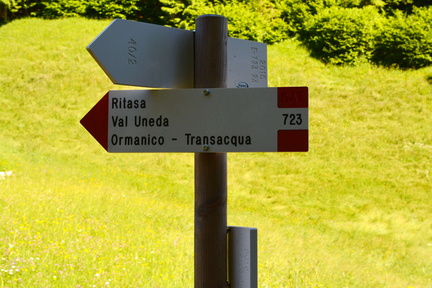 Ritasa
Val Uneda 723
Ormanico - Transacqua